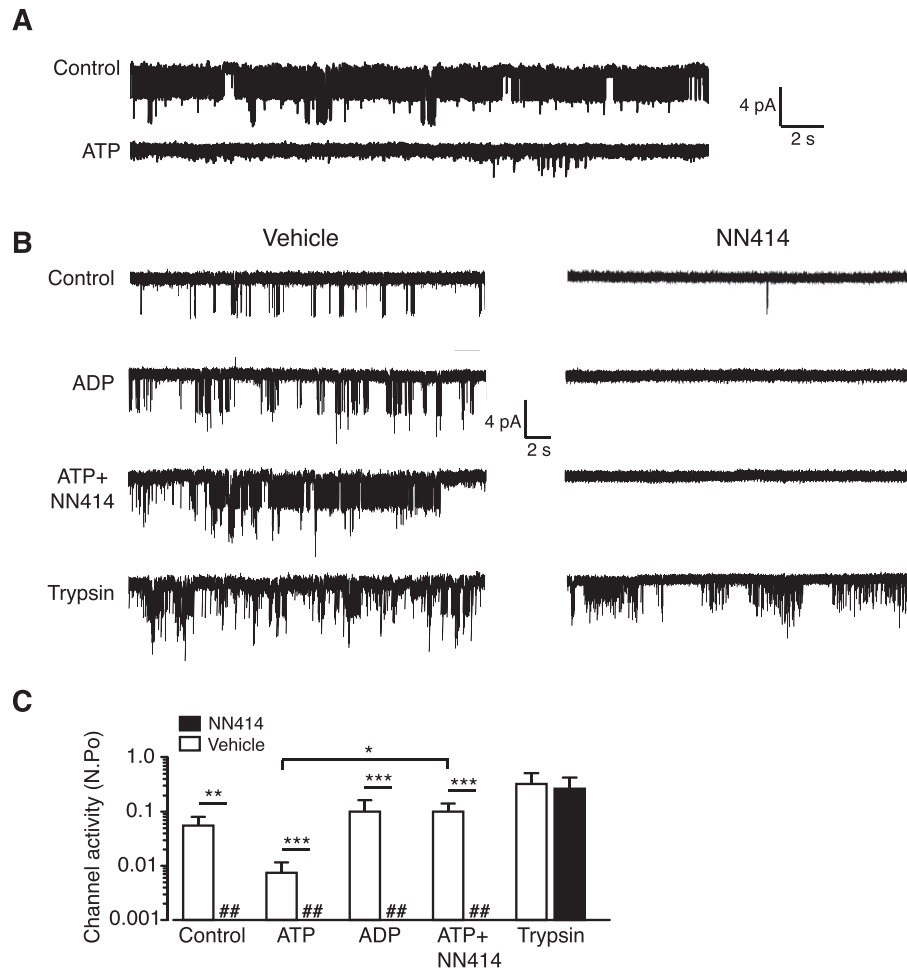 A
Control
4 pA
2 s
ATP
B
Vehicle
NN414
Control
ADP
4 pA
2 s
ATP+
NN414
Trypsin
C
NN414
Vehicle
Channel activity (N.Po)
1.0
0.1
0.01
0.001
*
**
***
***
***
##
##
##
##
Control
ATP
ADP
ATP+
NN414
Trypsin